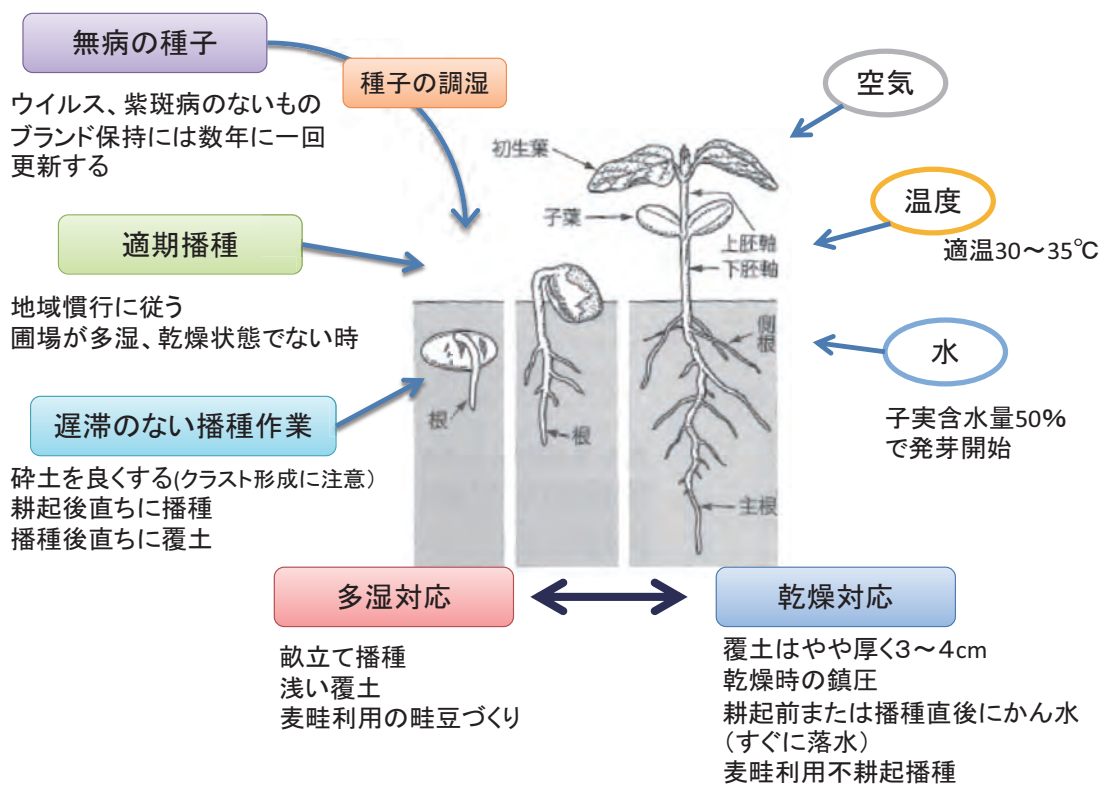 無病の種子
種子の調湿
ウイルス、紫斑病のないもの
ブランド保持には数年に一回
更新する
適期播種
地域慣行に従う
圃場が多湿、乾燥状態でない時
遅滞のない播種作業
砕土を良くする(クラスト形成に注意)
耕起後直ちに播種
播種後直ちに覆土
空気
温度
適温30～35℃
水
子実含水量50%
で発芽開始
初生葉
子葉
上胚軸
下胚軸
側根
根
根
主根
多湿対応
畝立て播種
浅い覆土
麦畦利用の畦豆づくり
乾燥対応
覆土はやや厚く3～4cm
乾燥時の鎮圧
耕起前または播種直後にかん水
(すぐに落水)
麦畦利用不耕起播種